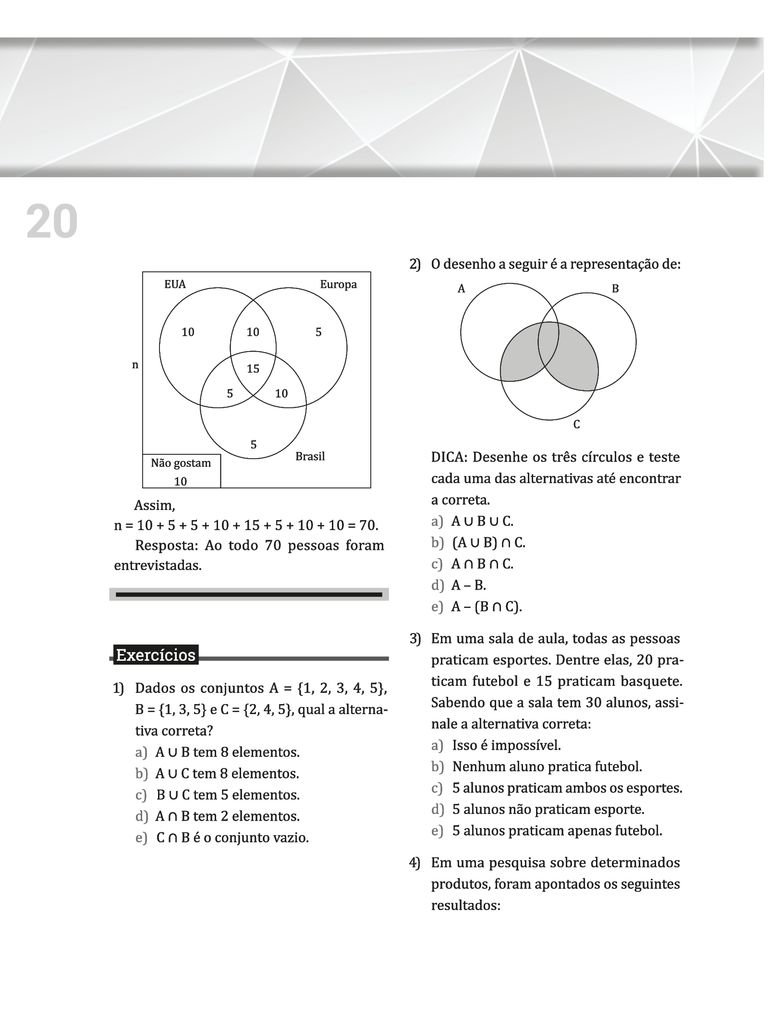 20
EUA
Europa
10
10
5
n
15
5
10
5
Brasil
Não gostam
10
Assim,
n = 10 + 5 + 5 + 10 + 15 + 5 + 10 + 10 = 70.
Resposta: Ao todo 70 pessoas foram
entrevistadas.
Exercícios
1) Dados os conjuntos A = {1, 2, 3, 4, 5},
B = {1, 3, 5} e C = {2, 4, 5}, qual a alterna-
tiva correta?
a) A ∪ B tem 8 elementos.
b) A ∪ C tem 8 elementos.
c) B ∪ C tem 5 elementos.
d) A ∩ B tem 2 elementos.
e) C ∩ B é o conjunto vazio.
2) O desenho a seguir é a representação de:
A
B
C
DICA: Desenhe os três círculos e teste
cada uma das alternativas até encontrar
a correta.
a) A ∪ B ∪ C.
b) (A ∪ B) ∩ C.
c) A ∩ B ∩ C.
d) A – B.
e) A – (B ∩ C).
3) Em uma sala de aula, todas as pessoas
praticam esportes. Dentre elas, 20 pra-
ticam futebol e 15 praticam basquete.
Sabendo que a sala tem 30 alunos, assi-
nale a alternativa correta:
a) Isso é impossível.
b) Nenhum aluno pratica futebol.
c) 5 alunos praticam ambos os esportes.
d) 5 alunos não praticam esporte.
e) 5 alunos praticam apenas futebol.
4) Em uma pesquisa sobre determinados
produtos, foram apontados os seguintes
resultados: